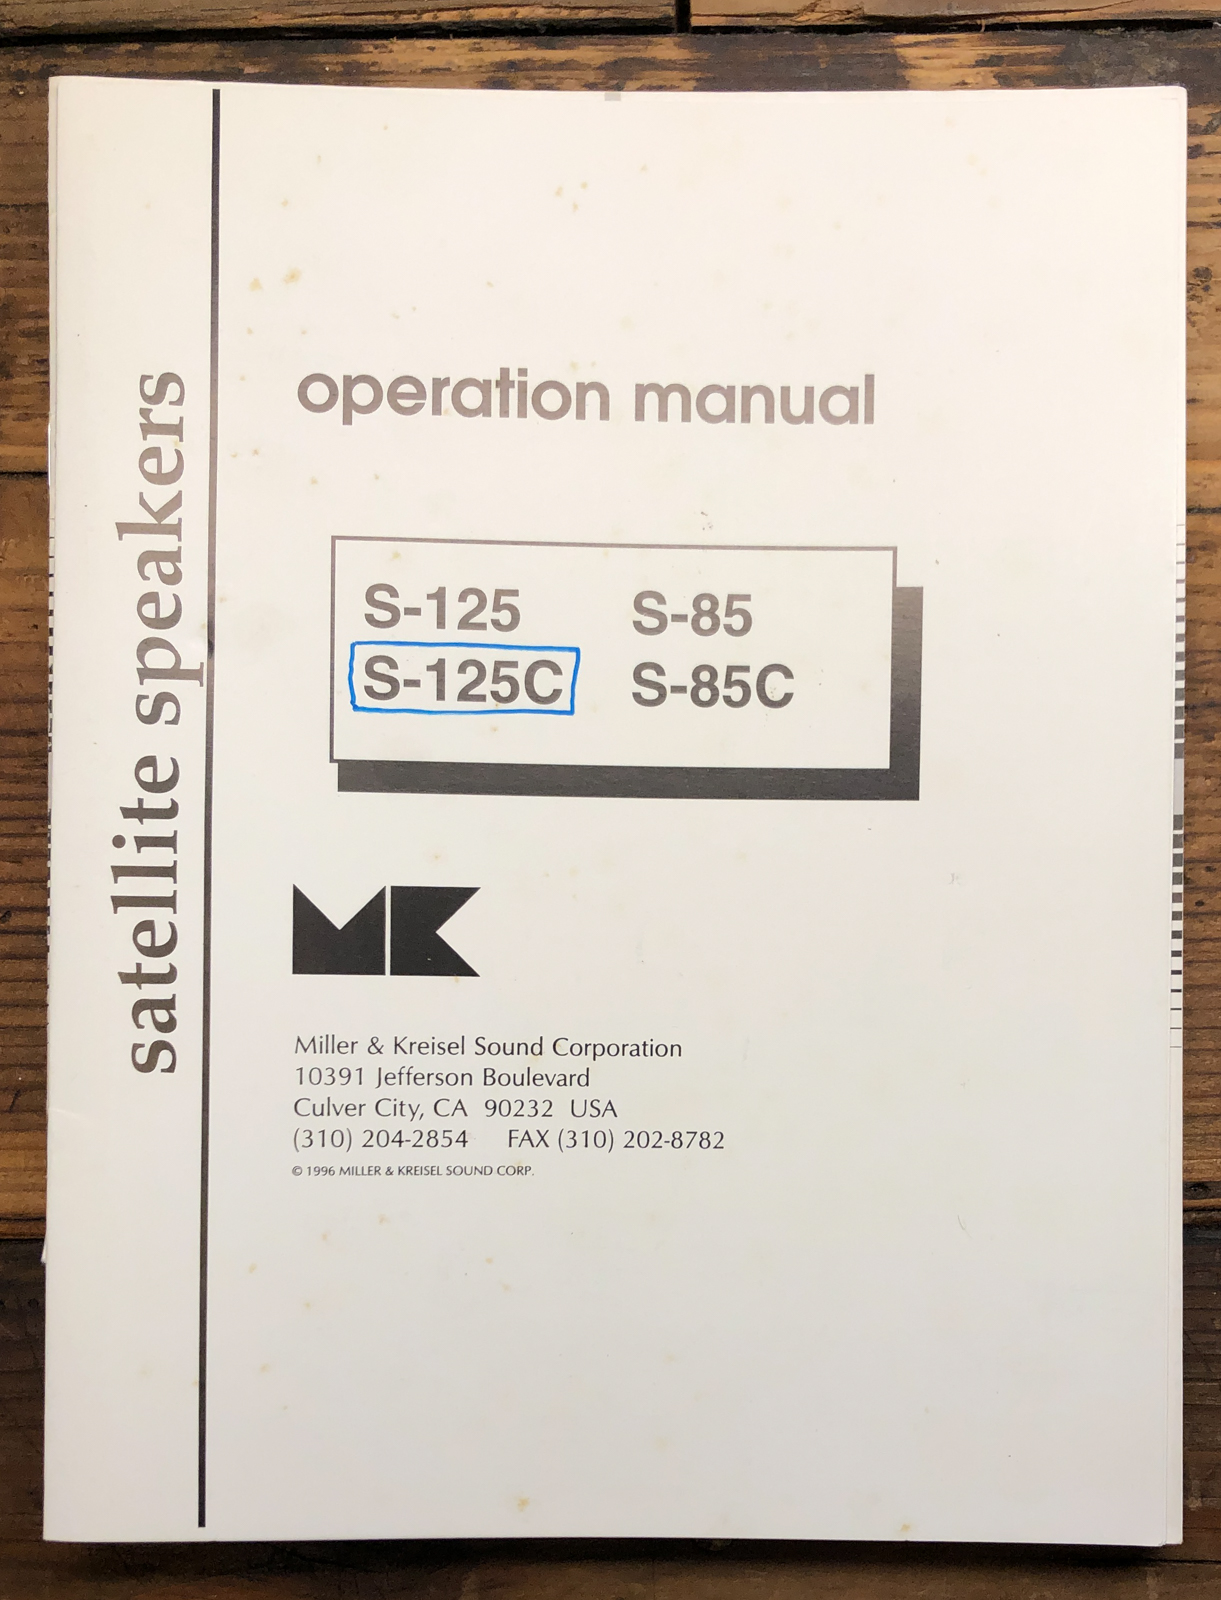 satellite speakers
operation manual
S-125 S-85
S-125C S-85C
MK
Miller & Kreisel Sound Corporation
10391 Jefferson Boulevard
Culver City, CA 90232 USA
(310) 204-2854 FAX (310) 202-8782
© 1996 MILLER & KREISEL SOUND CORP.